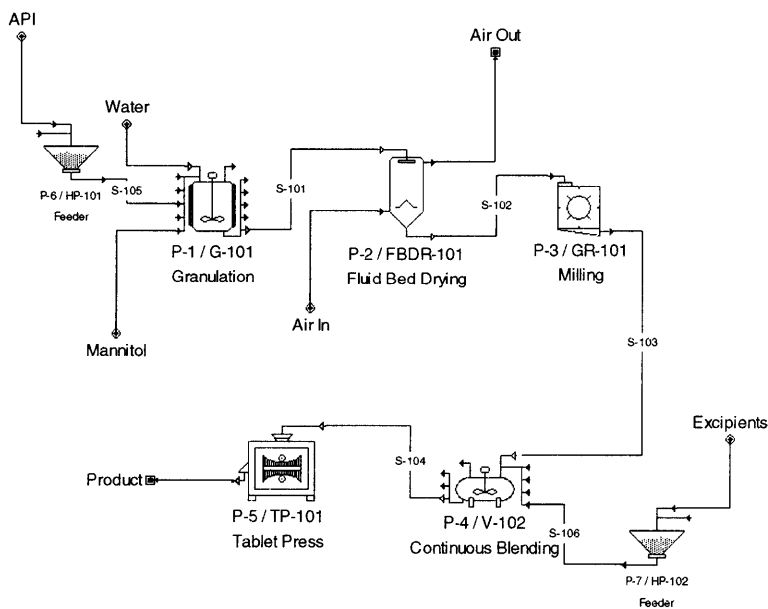 API
Air Out
Water
P-6 / HP-101
Feeder
S-105
S-101
S-102
P-1 / G-101
Granulation
P-2 / FBDR-101
Fluid Bed Drying
P-3 / GR-101
Milling
Air In
Mannitol
S-103
Excipients
S-104
Product
P-5 / TP-101
Tablet Press
P-4 / V-102
Continuous Blending
S-106
P-7 / HP-102
Feeder